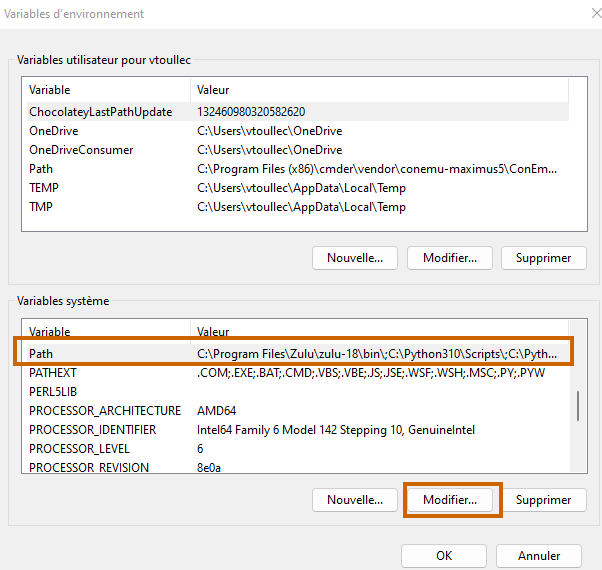 Variables d'environnement
Variables utilisateur pour vtoullec
Variable Valeur
ChocolateyLastPathUpdate 132460980320582620
OneDrive C:\Users\vtoullec\OneDrive
OneDriveConsumer C:\Users\vtoullec\OneDrive
Path C:\Program Files (x86)\cmder\vendor\conemu-maximus5\ConEm...
TEMP C:\Users\vtoullec\AppData\Local\Temp
TMP C:\Users\vtoullec\AppData\Local\Temp
Nouvelle... Modifier... Supprimer
Variables système
Variable Valeur
Path C:\Program Files\Zulu\zulu-18\bin\;C:\Python310\Scripts\;C:\Pyth...
PATHEXT .COM;.EXE;.BAT;.CMD;.VBS;.VBE;.JS;.JSE;.WSF;.WSH;.MSC;.PY;.PYW
PERL5LIB
PROCESSOR_ARCHITECTURE AMD64
PROCESSOR_IDENTIFIER Intel64 Family 6 Model 142 Stepping 10, GenuineIntel
PROCESSOR_LEVEL 6
PROCESSOR_REVISION 8e0a
Nouvelle... Modifier... Supprimer
OK Annuler